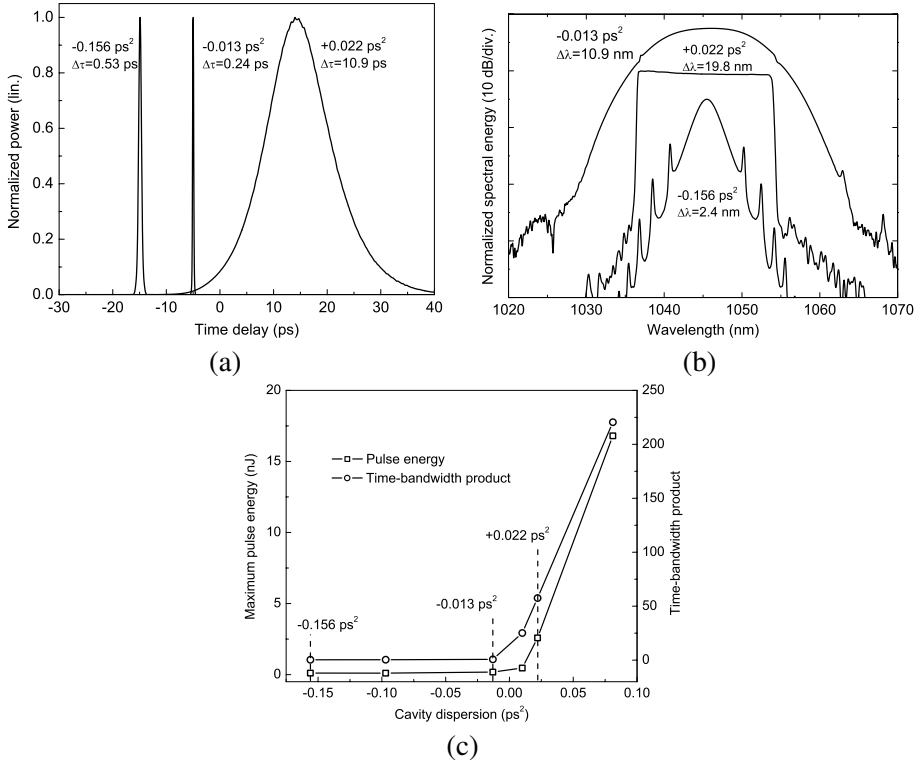 -0.156 ps²
Δτ=0.53 ps
-0.013 ps²
Δτ=0.24 ps
+0.022 ps²
Δτ=10.9 ps
Normalized power (lin.)
1.0
0.8
0.6
0.4
0.2
0.0
-30 -20 -10 0 10 20 30 40
Time delay (ps)
(a)
-0.013 ps²
Δλ=10.9 nm
+0.022 ps²
Δλ=19.8 nm
-0.156 ps²
Δλ=2.4 nm
Normalized spectral energy (10 dB/div.)
1020 1030 1040 1050 1060 1070
Wavelength (nm)
(b)
20
15
10
5
0
Maximum pulse energy (nJ)
Pulse energy
Time-bandwidth product
+0.022 ps²
-0.013 ps²
-0.156 ps²
250
200
150
100
50
0
Time-bandwidth product
-0.15 -0.10 -0.05 0.00 0.05 0.10
Cavity dispersion (ps²)
(c)